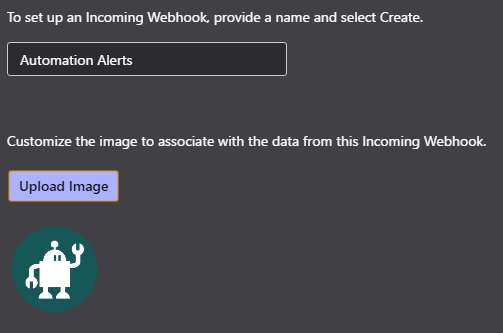 To set up an Incoming Webhook, provide a name and select Create.
Automation Alerts
Customize the image to associate with the data from this Incoming Webhook.
Upload Image